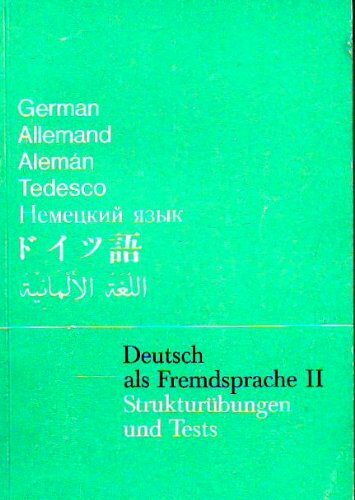 German
Allemand
Alemán
Tedesco
Немецкий язык
ドイツ語
اللغة الألمانية
Deutsch
als Fremdsprache II
Strukturübungen
und Tests